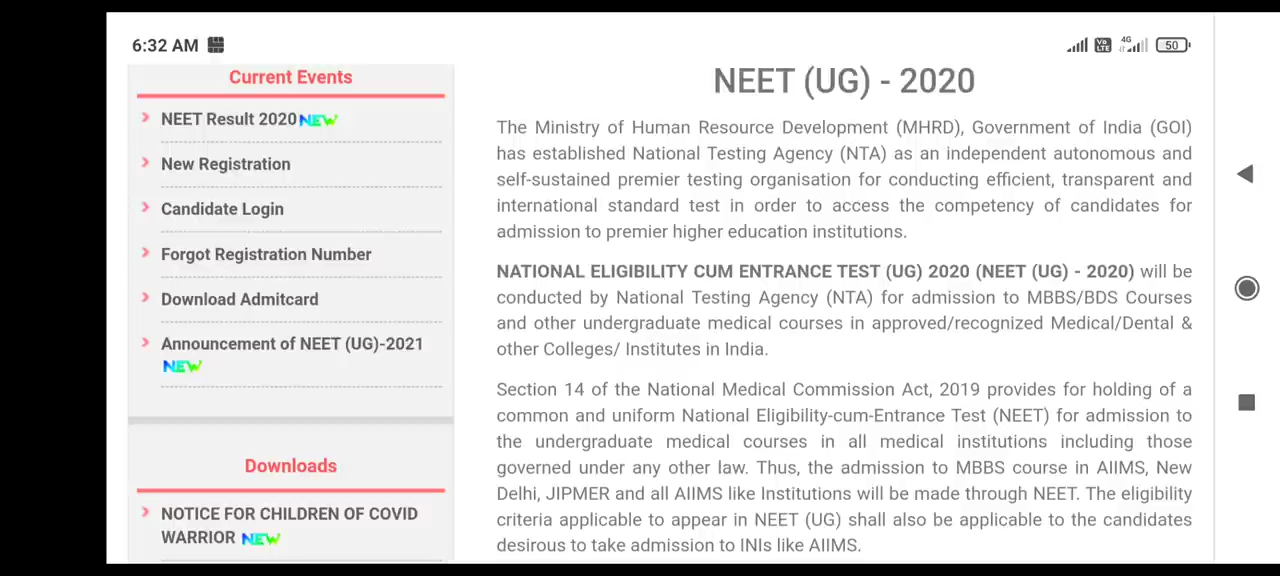 6:32 AM
4G
Vo LTE
50
Current Events
NEET Result 2020 NEW
New Registration
Candidate Login
Forgot Registration Number
Download Admitcard
Announcement of NEET (UG)-2021
NEW
Downloads
NOTICE FOR CHILDREN OF COVID
WARRIOR NEW
NEET (UG) - 2020
The Ministry of Human Resource Development (MHRD), Government of India (GOI)
has established National Testing Agency (NTA) as an independent autonomous and
self-sustained premier testing organisation for conducting efficient, transparent and
international standard test in order to access the competency of candidates for
admission to premier higher education institutions.
NATIONAL ELIGIBILITY CUM ENTRANCE TEST (UG) 2020 (NEET (UG) - 2020) will be
conducted by National Testing Agency (NTA) for admission to MBBS/BDS Courses
and other undergraduate medical courses in approved/recognized Medical/Dental &
other Colleges/ Institutes in India.
Section 14 of the National Medical Commission Act, 2019 provides for holding of a
common and uniform National Eligibility-cum-Entrance Test (NEET) for admission to
the undergraduate medical courses in all medical institutions including those
governed under any other law. Thus, the admission to MBBS course in AIIMS, New
Delhi, JIPMER and all AIIMS like Institutions will be made through NEET. The eligibility
criteria applicable to appear in NEET (UG) shall also be applicable to the candidates
desirous to take admission to INIs like AIIMS.